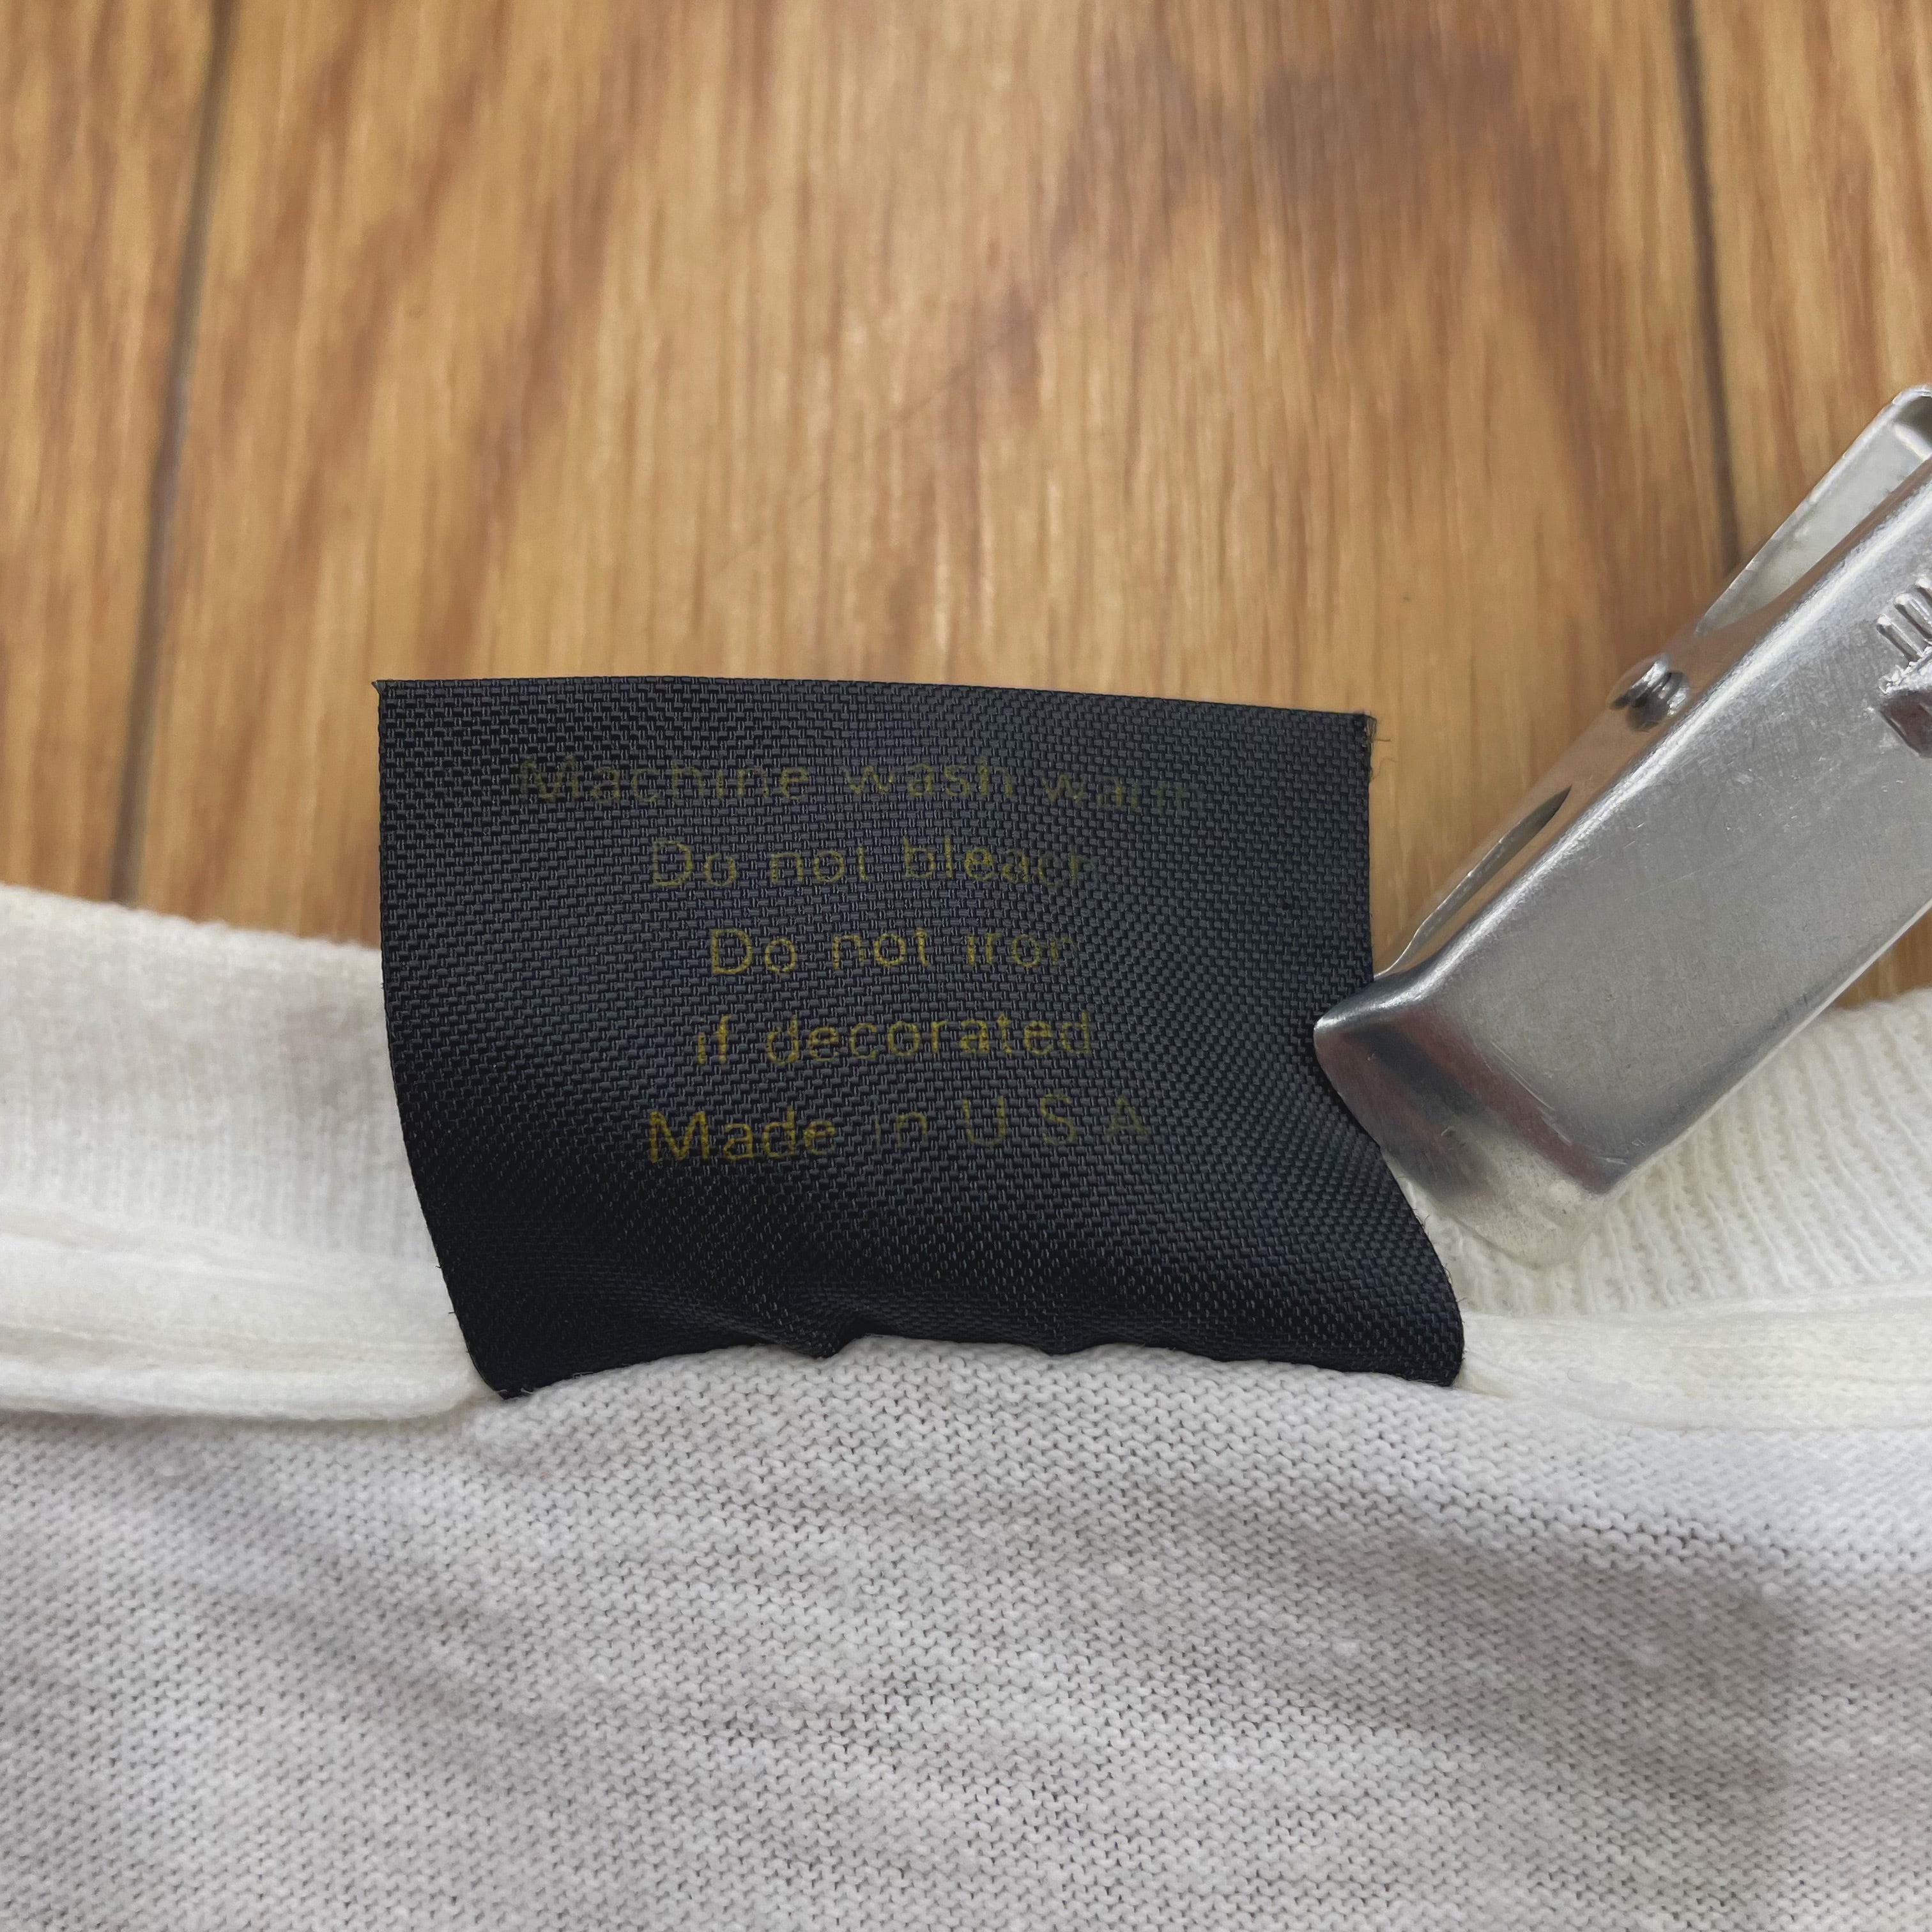 Machine wash warm
Do not bleach
Do not iron
if decorated
Made in U S A